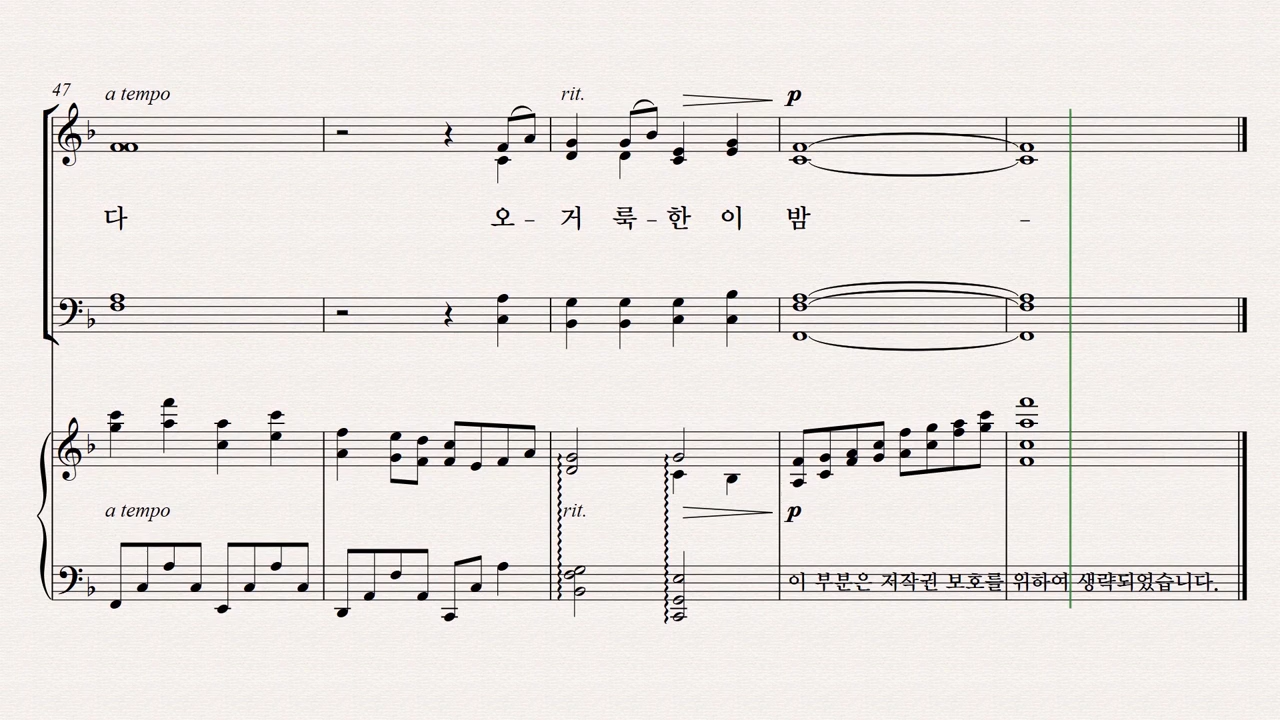 47 a tempo rit. p
다 오 - 거 룩 - 한 이 밤 -
a tempo rit. p
이 부분은 저작권 보호를 위하여 생략되었습니다.